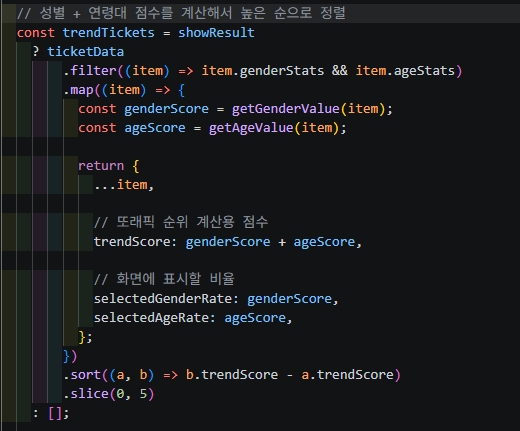 // 성별 + 연령대 점수를 계산해서 높은 순으로 정렬
const trendTickets = showResult
? ticketData
.filter((item) => item.genderStats && item.ageStats)
.map((item) => {
const genderScore = getGenderValue(item);
const ageScore = getAgeValue(item);
return {
...item,
// 또래픽 순위 계산용 점수
trendScore: genderScore + ageScore,
// 화면에 표시할 비율
selectedGenderRate: genderScore,
selectedAgeRate: ageScore,
};
})
.sort((a, b) => b.trendScore - a.trendScore)
.slice(0, 5)
: [];